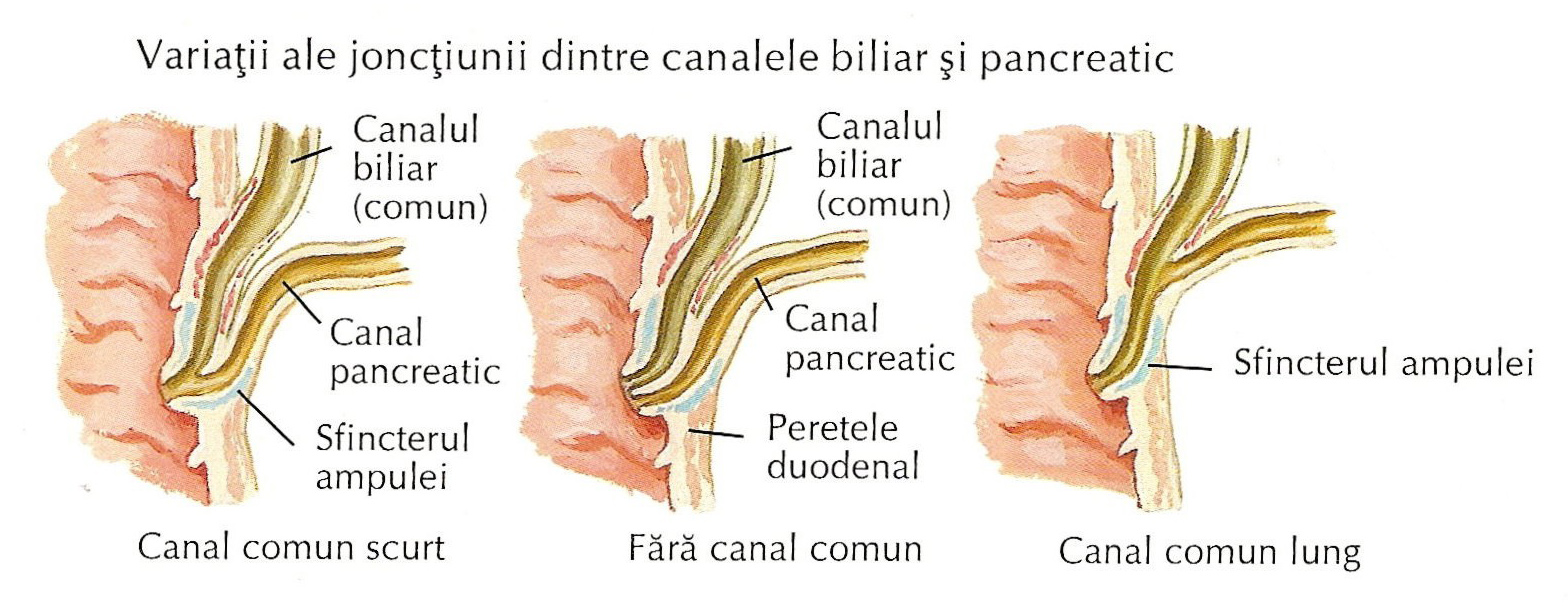 Variaţii ale joncţiunii dintre canalele biliar şi pancreatic
Canalul
biliar
(comun)
Canal
pancreatic
Sfincterul
ampulei
Canal comun scurt
Canalul
biliar
(comun)
Canal
pancreatic
Peretele
duodenal
Fără canal comun
Sfincterul ampulei
Canal comun lung